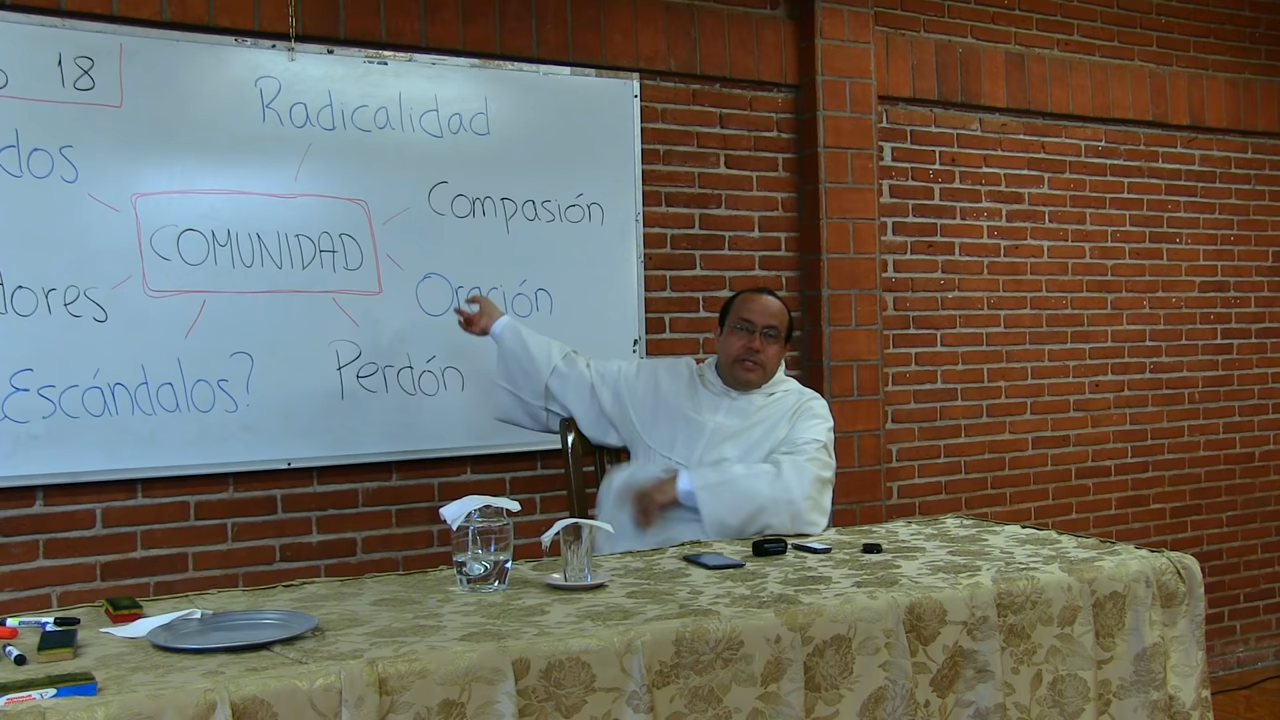 18
Radicalidad
dos
Compasión
COMUNIDAD
Oración
dores
Perdón
¿Escándalos?